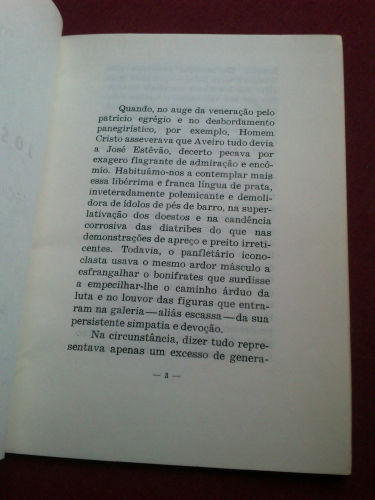 Quando, no auge da veneração pelo
patrício egrégio e no desbordamento
panegirístico, por exemplo, Homem
Cristo asseverava que Aveiro tudo devia
a José Estêvão, decerto pecava por
exagero flagrante de admiração e encó-
mio. Habituámo-nos a contemplar mais
essa libérrima e franca língua de prata,
inveteradamente polemicante e demoli-
dora de ídolos de pés de barro, na super-
lativação dos doestos e na candência
corrosiva das diatribes do que nas
demonstrações de apreço e preito irreti-
centes. Todavia, o panfletário icono-
clasta usava o mesmo ardor másculo a
esfrangalhar o bonifrates que surdisse
a empecilhar-lhe o caminho árduo da
luta e no louvor das figuras que entra-
ram na galeria—aliás escassa—da sua
persistente simpatia e devoção.
Na circunstância, dizer tudo repre-
sentava apenas um excesso de genera-
— 3 —
J O S